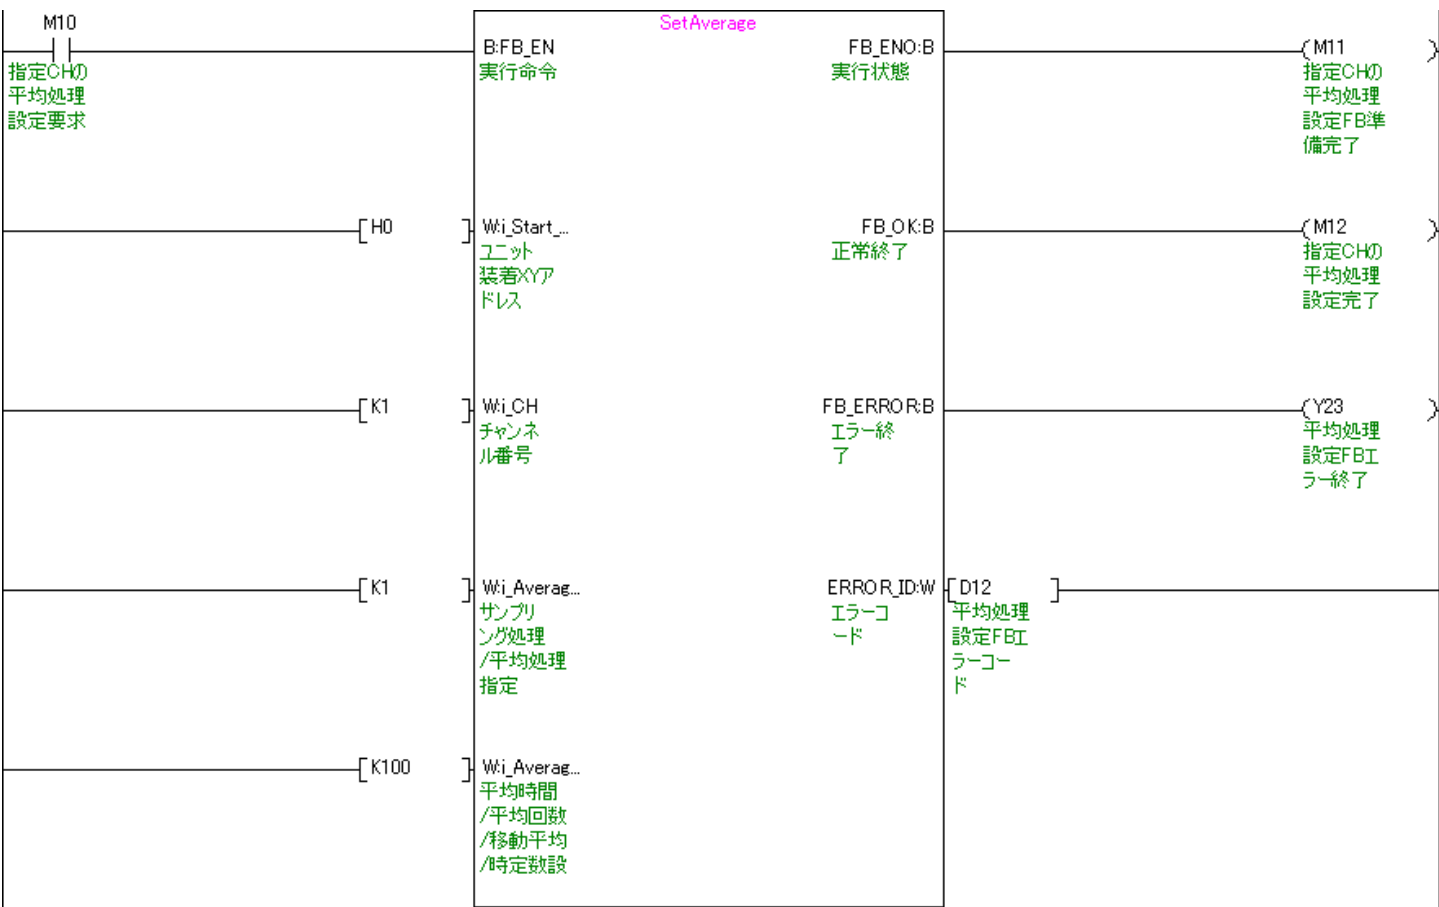 M10
指定CHの
平均処理
設定要求
SetAverage
B:FB_EN
実行命令
FB_ENO:B
実行状態
M11
指定CHの
平均処理
設定FB準
備完了
H0
W:i_Start_...
ユニット
装着XYア
ドレス
FB_OK:B
正常終了
M12
指定CHの
平均処理
設定完了
K1
W:i_CH
チャンネ
ル番号
FB_ERROR:B
エラー終
了
Y23
平均処理
設定FBエ
ラー終了
K1
W:i_Averag...
サンプリ
ング処理
/平均処理
指定
ERROR_ID:W
エラーコ
ード
D12
平均処理
設定FBエ
ラーコー
ド
K100
W:i_Averag...
平均時間
/平均回数
/移動平均
/時定数設